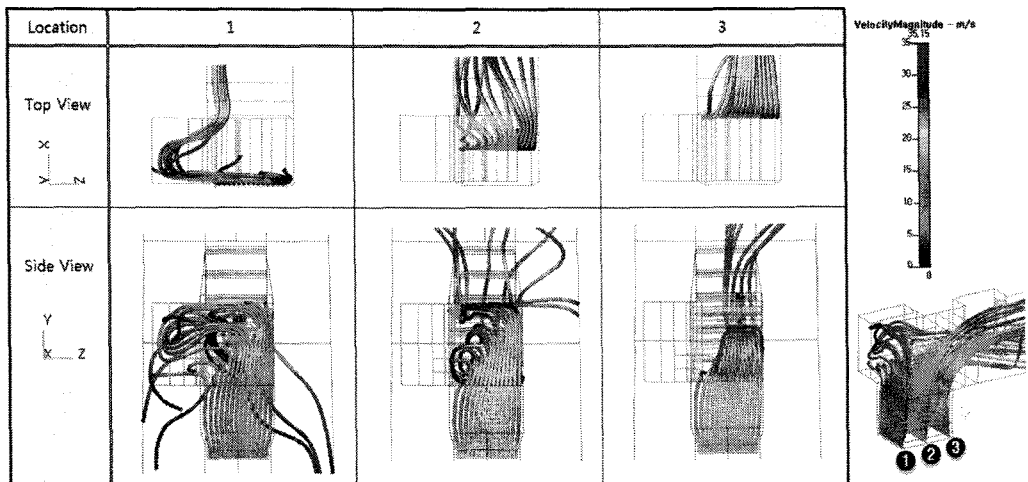 Location 1 2 3
Top View
X
Y Z
Side View
Y
X Z
VelocityMagnitude - m/s
35.15
35
30
25
20
15
10
5
0
0
1 2 3